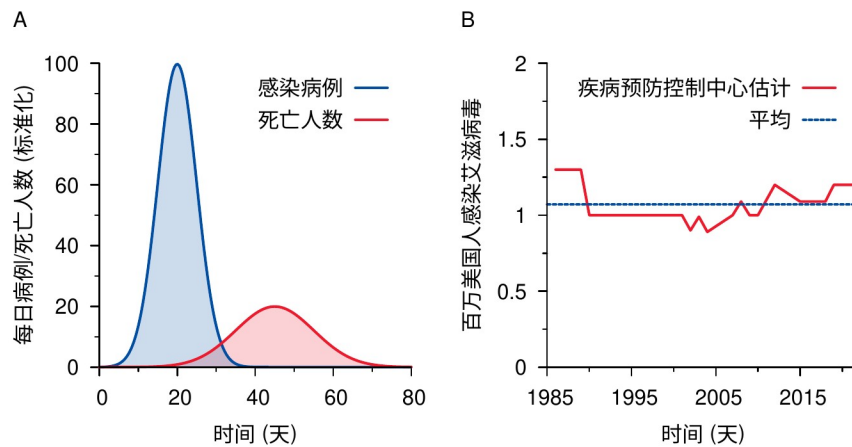 A
每日病例/死亡人数 (标准化)
100
80
60
40
20
0
感染病例
死亡人数
0 20 40 60 80
时间 (天)
B
百万美国人感染艾滋病毒
2
1.5
1
0.5
0
疾病预防控制中心估计
平均
1985 1995 2005 2015
时间 (天)